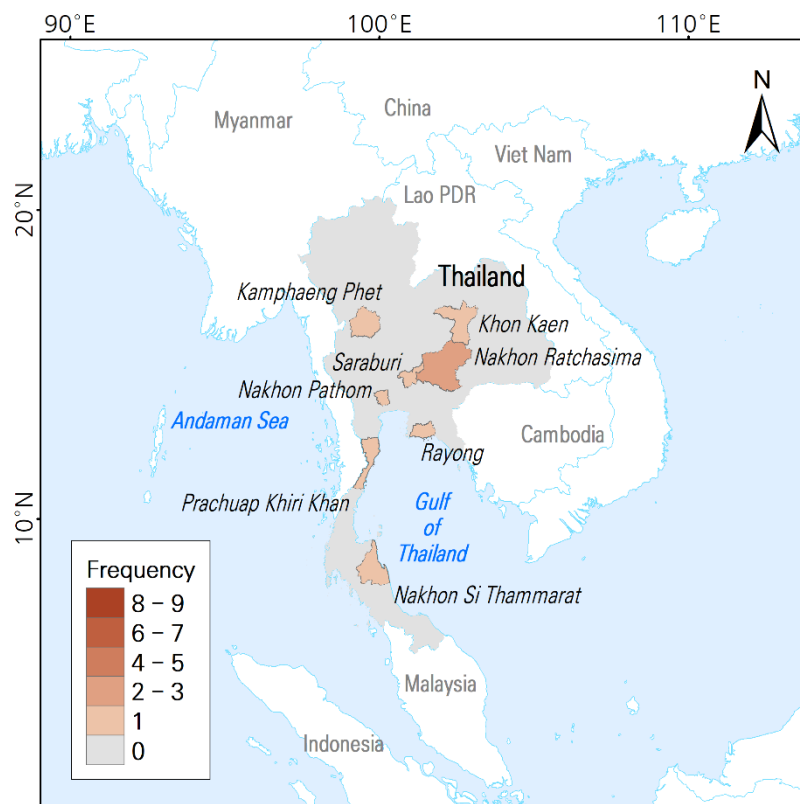 90°E 100°E 110°E
N
China
Myanmar
Viet Nam
Lao PDR
20°N
Thailand
Kamphaeng Phet
Khon Kaen
Saraburi
Nakhon Ratchasima
Nakhon Pathom
Andaman Sea
Cambodia
Rayong
Prachuap Khiri Khan
Gulf
of
Thailand
10°N
Frequency
8 – 9
6 – 7
4 – 5
2 – 3
1
0
Nakhon Si Thammarat
Malaysia
Indonesia